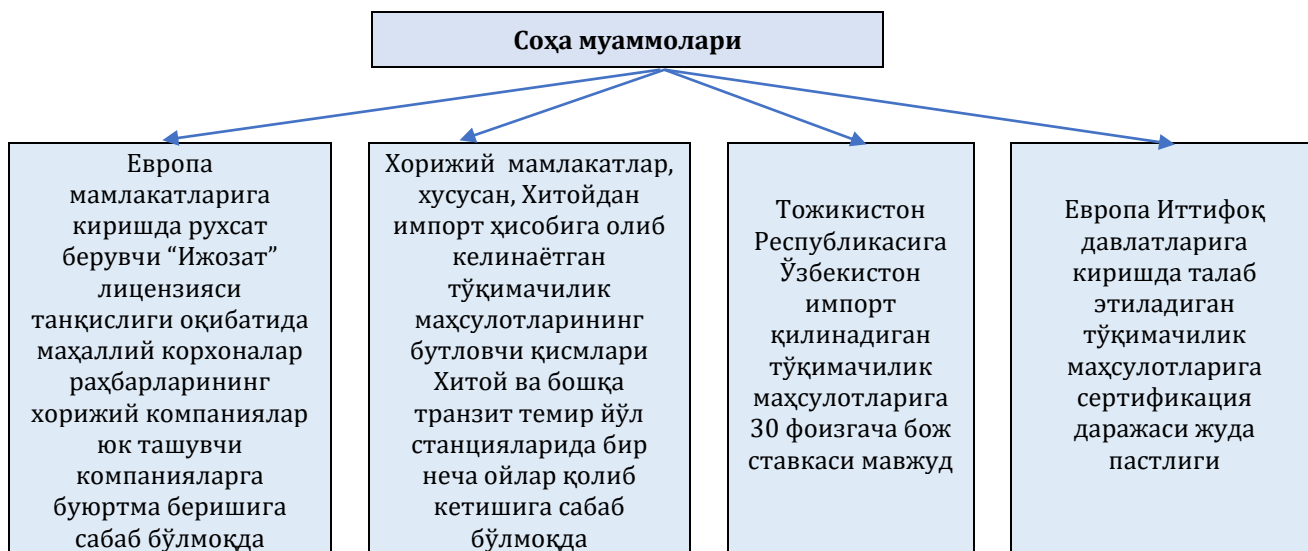 Соҳа муаммолари
Европа
мамлакатларига
киришда рухсат
берувчи “Ижозат”
лицензияси
танқислиги оқибатида
маҳаллий корхоналар
раҳбарларининг
хорижий компаниялар
юк ташувчи
компанияларга
буюртма беришига
сабаб бўлмоқда
Хорижий мамлакатлар,
хусусан, Хитойдан
импорт ҳисобига олиб
келинаётган
тўқимачилик
маҳсулотларининг
бутловчи қисмлари
Хитой ва бошқа
транзит темир йўл
станцияларида бир
неча ойлар қолиб
кетишига сабаб
бўлмоқда
Тожикистон
Республикасига
Ўзбекистон
импорт
қилинадиган
тўқимачилик
маҳсулотларига
30 фоизгача бож
ставкаси мавжуд
Европа Иттифоқ
давлатларига
киришда талаб
этиладиган
тўқимачилик
маҳсулотларига
сертификация
даражаси жуда
пастлиги